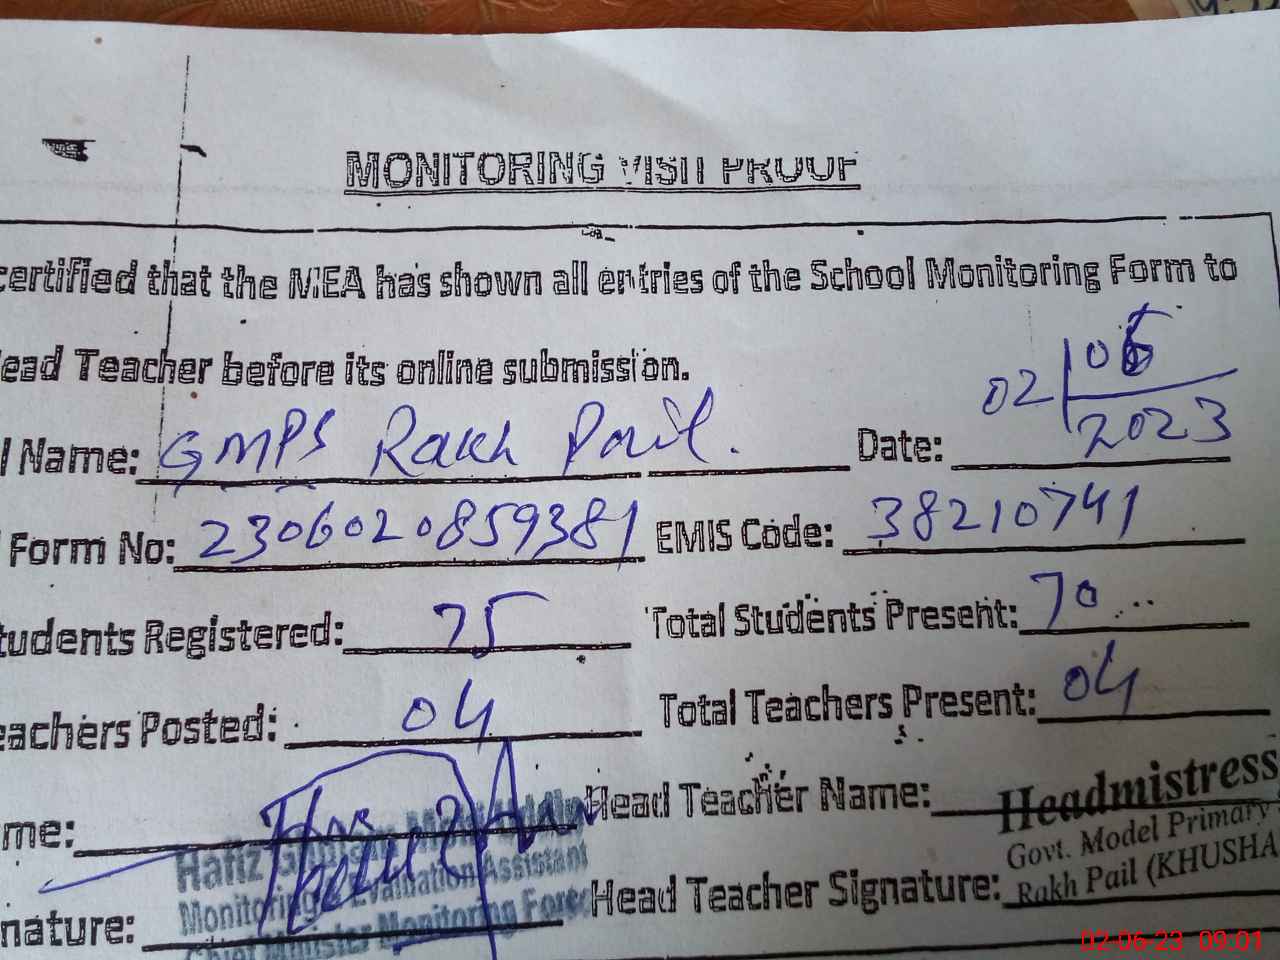 MONITORING VISIT PROOF
certified that the MEA has shown all entries of the School Monitoring Form to
ead Teacher before its online submission.
l Name: GMPS Rakh Pail. Date: 02/06/2023
Form No: 2306020859381 EMIS Code: 38210741
tudents Registered: 75 Total Students Present: 70
eachers Posted: 04 Total Teachers Present: 04
me: Head Teacher Name:
Headmistress
Govt. Model Primary
Rakh Pail (KHUSHA
Hafiz
Monitoring & Evaluation Assistant
Chief Minister Monitoring Force
nature: Head Teacher Signature:
02-06-23 09:01